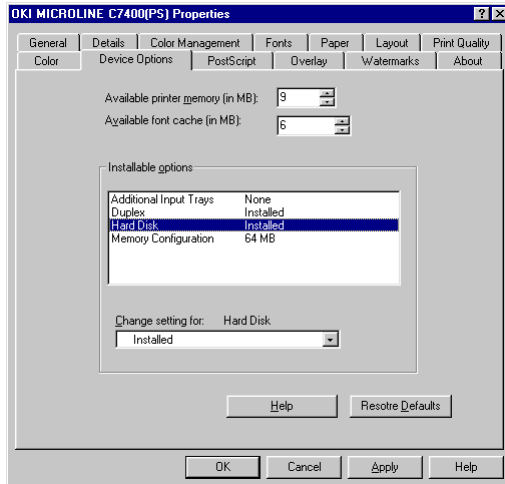 OKI MICROLINE C7400(PS) Properties
General Details Color Management Fonts Paper Layout Print Quality
Color Device Options PostScript Overlay Watermarks About
Available printer memory (in MB): 9
Available font cache (in MB): 6
Installable options
Additional Input Trays None
Duplex Installed
Hard Disk Installed
Memory Configuration 64 MB
Change setting for: Hard Disk
Installed
Help Resotre Defaults
OK Cancel Apply Help